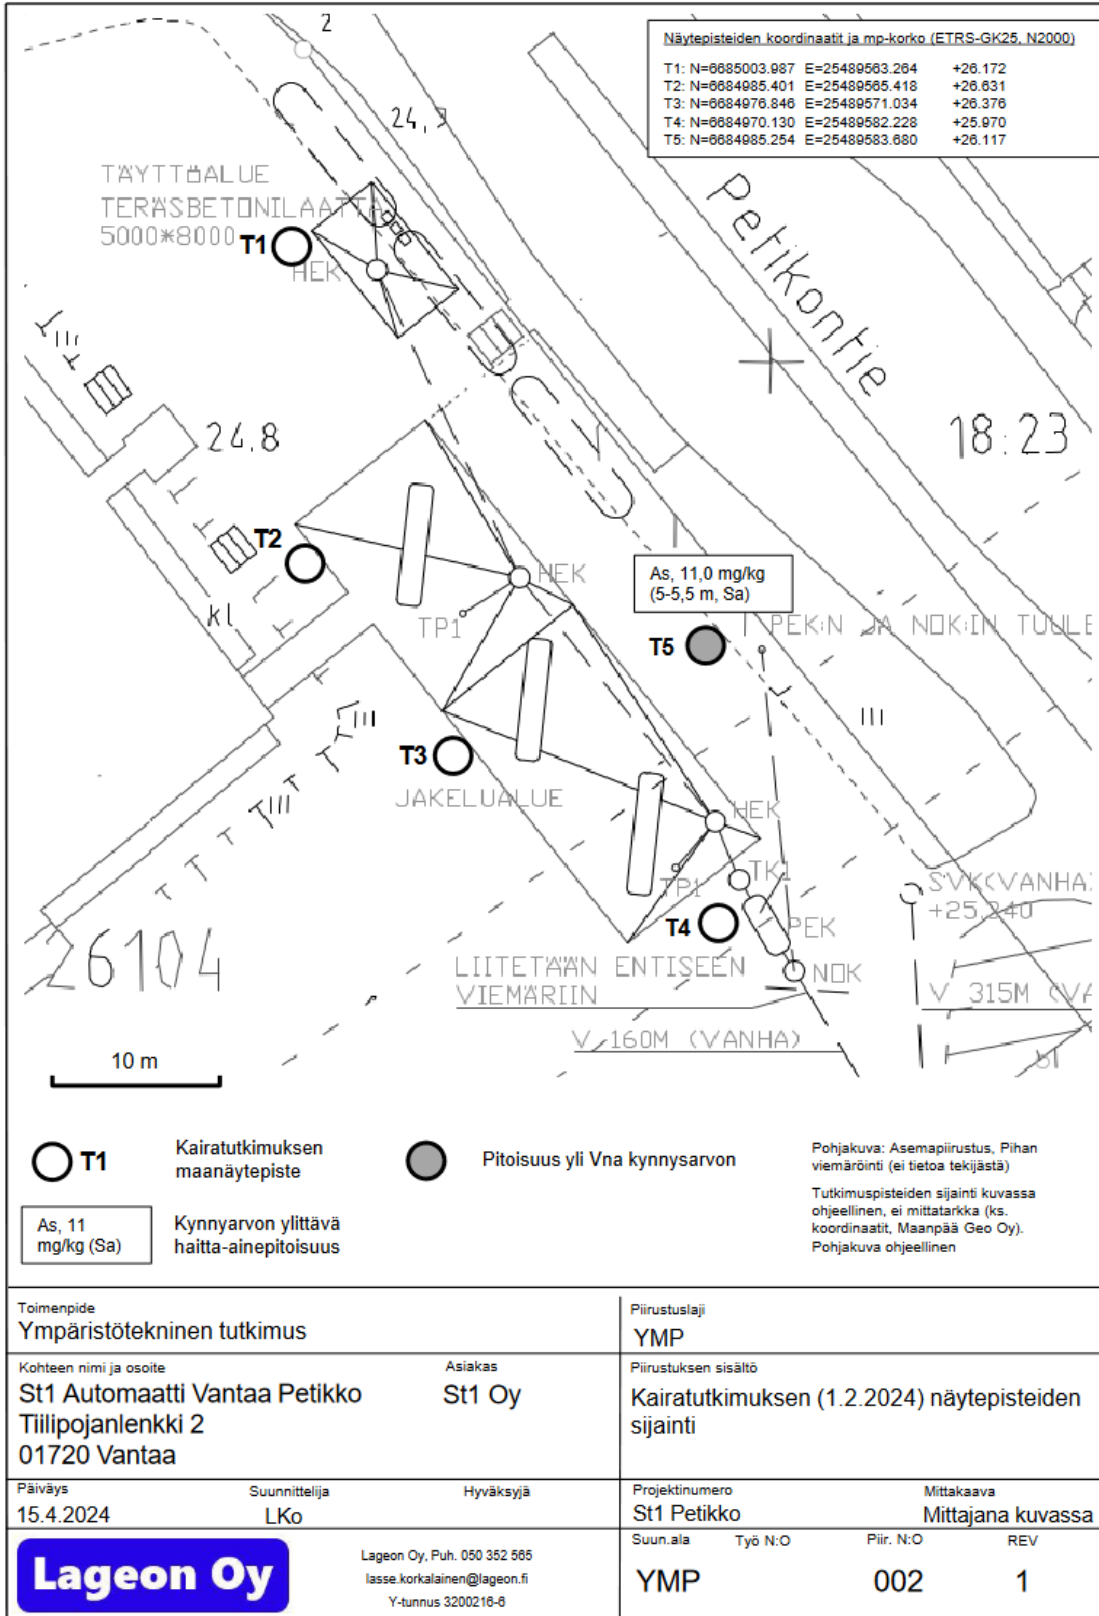 Näytepisteiden koordinaatit ja mp-korko (ETRS-GK25, N2000)
T1: N=6685003.987 E=25489563.264 +26.172
T2: N=6684985.401 E=25489565.418 +26.631
T3: N=6684976.846 E=25489571.034 +26.376
T4: N=6684970.130 E=25489582.228 +25.970
T5: N=6684985.254 E=25489583.680 +26.117
2
24,
TÄYTTÖALUE
TERÄSBETONILAATTA
5000*8000
T1
HEK
Petikontie
24.8
18:23
T2
HEK
As, 11,0 mg/kg
(5-5,5 m, Sa)
kl
TP1
T5
PEK:N JA NOK:IN TUULE
T3
JAKELUALUE
HEK
TP1
TK1
SVK(VANHA)
+25.240
T4
PEK
26104
LIITETÄÄN ENTISEEN
VIEMÄRIIN
NOK
V 315M (VA
V 160M (VANHA)
10 m
T1
Kairatutkimuksen
maanäytepiste
Pitoisuus yli Vna kynnysarvon
As, 11
mg/kg (Sa)
Kynnyarvon ylittävä
haitta-ainepitoisuus
Pohjakuva: Asemapiirustus, Pihan
viemäröinti (ei tietoa tekijästä)
Tutkimuspisteiden sijainti kuvassa
ohjeellinen, ei mittatarkka (ks.
koordinaatit, Maanpää Geo Oy).
Pohjakuva ohjeellinen
Toimenpide
Ympäristötekninen tutkimus
Piirustuslaji
YMP
Kohteen nimi ja osoite
St1 Automaatti Vantaa Petikko
Tiilipojanlenkki 2
01720 Vantaa
Asiakas
St1 Oy
Piirustuksen sisältö
Kairatutkimuksen (1.2.2024) näytepisteiden
sijainti
Päiväys
15.4.2024
Suunnittelija
LKo
Hyväksyjä
Projektinumero
St1 Petikko
Mittakaava
Mittajana kuvassa
Lageon Oy
Lageon Oy, Puh. 050 352 565
lasse.korkalainen@lageon.fi
Y-tunnus 3200216-6
Suun.ala
YMP
Työ N:O
Piir. N:O
002
REV
1